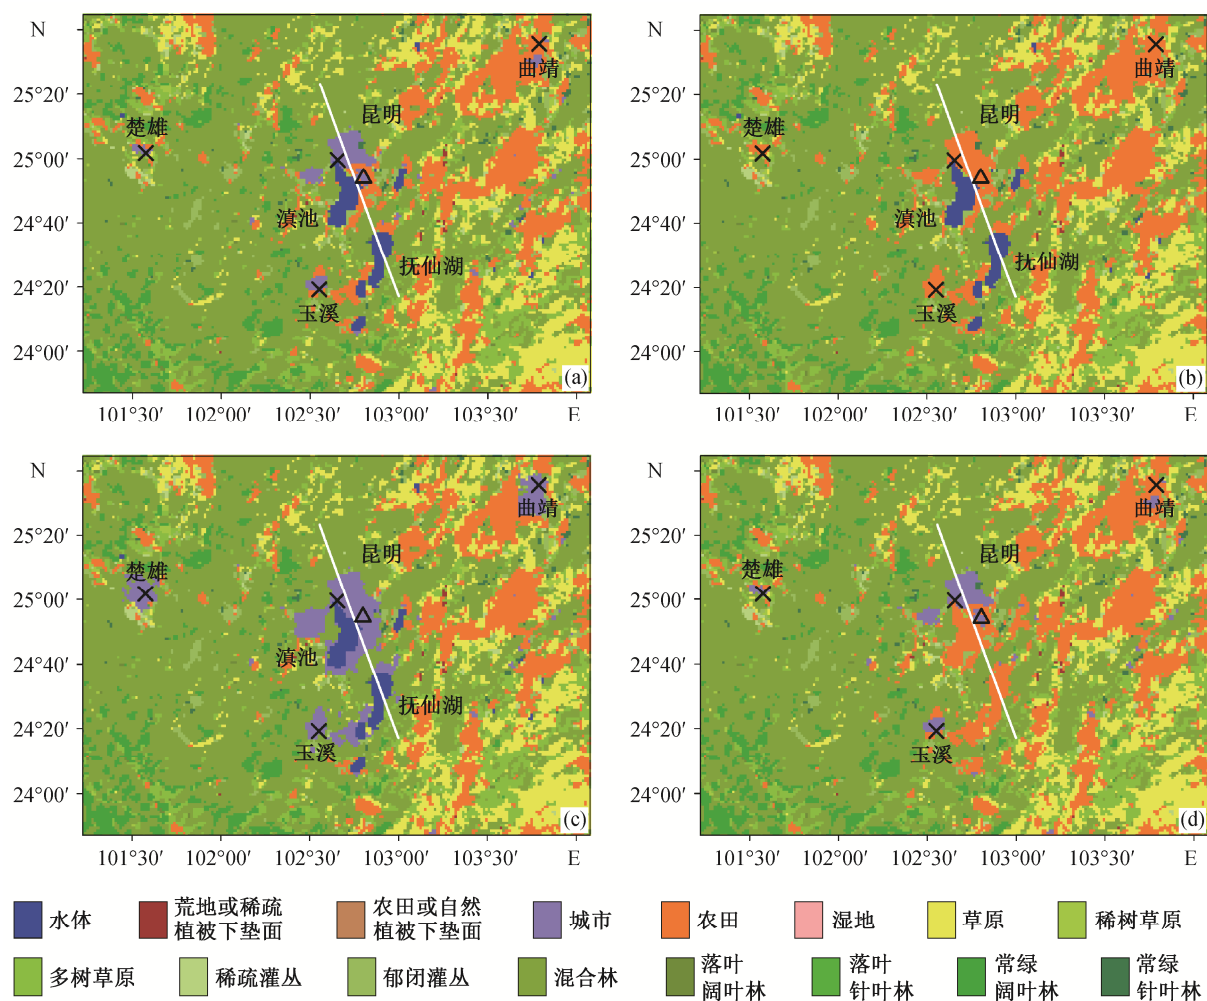 N
曲靖
昆明
楚雄
滇池
抚仙湖
玉溪
25°20′
25°00′
24°40′
24°20′
24°00′
(a)
101°30′ 102°00′ 102°30′ 103°00′ 103°30′ E
N
曲靖
昆明
楚雄
滇池
抚仙湖
玉溪
25°20′
25°00′
24°40′
24°20′
24°00′
(b)
101°30′ 102°00′ 102°30′ 103°00′ 103°30′ E
N
曲靖
昆明
楚雄
滇池
抚仙湖
玉溪
25°20′
25°00′
24°40′
24°20′
24°00′
(c)
101°30′ 102°00′ 102°30′ 103°00′ 103°30′ E
N
曲靖
昆明
楚雄
玉溪
25°20′
25°00′
24°40′
24°20′
24°00′
(d)
101°30′ 102°00′ 102°30′ 103°00′ 103°30′ E
水体
荒地或稀疏
植被下垫面
农田或自然
植被下垫面
城市
农田
湿地
草原
稀树草原
多树草原
稀疏灌丛
郁闭灌丛
混合林
落叶
阔叶林
落叶
针叶林
常绿
阔叶林
常绿
针叶林